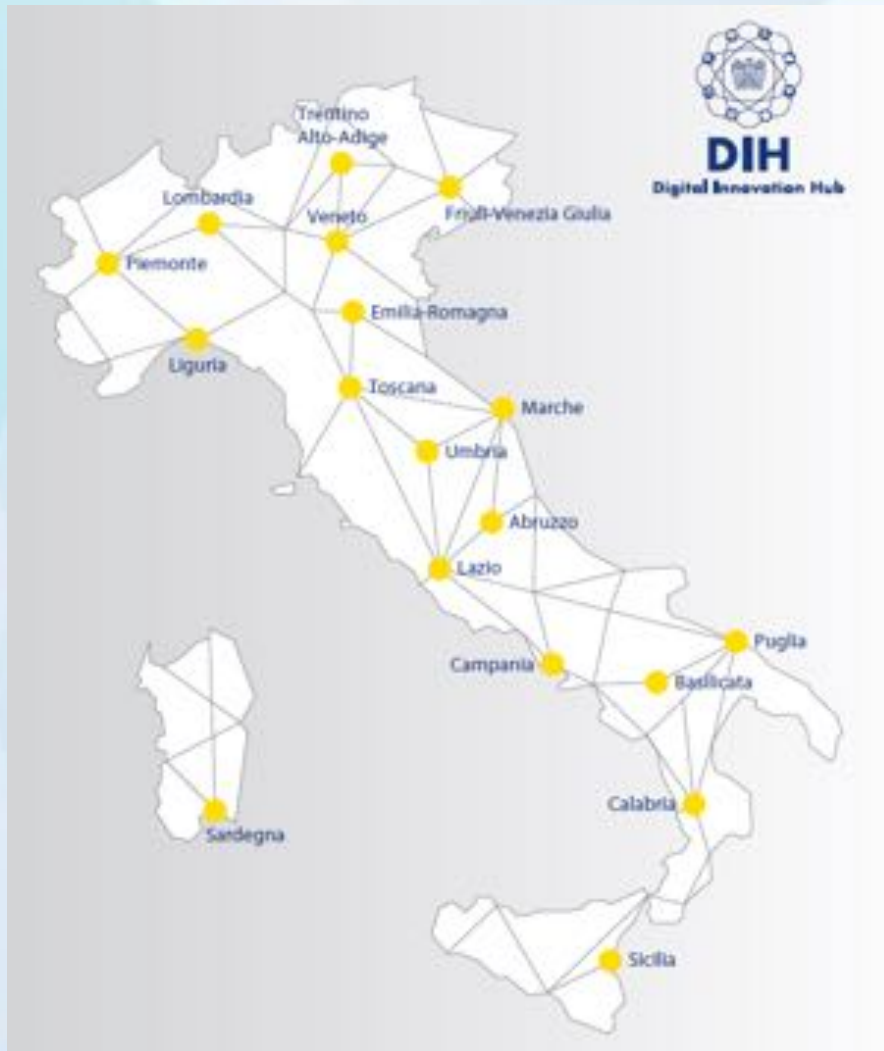 DIH
Digital Innovation Hub
Trentino
Alto-Adige
Lombardia
Veneto
Friuli-Venezia Giulia
Piemonte
Emilia-Romagna
Liguria
Toscana
Marche
Umbria
Abruzzo
Lazio
Puglia
Campania
Basilicata
Calabria
Sardegna
Sicilia